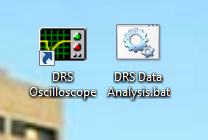 DRS
Oscilloscope
DRS Data
Analysis.bat